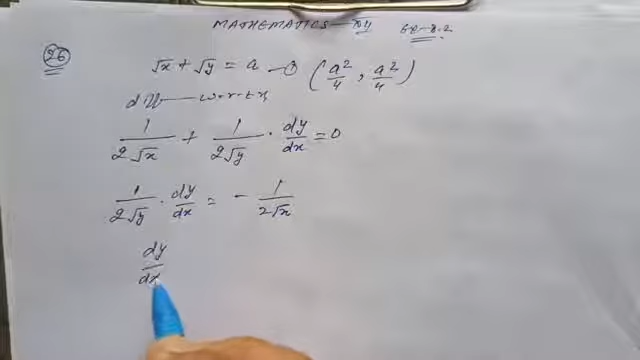 MATHEMATICS
26
√x + √y = a —① (a²/4, a²/4)
diff — w.r.t x
1/2√x + 1/2√y · dy/dx = 0
1/2√y · dy/dx = - 1/2√x
dy/dx